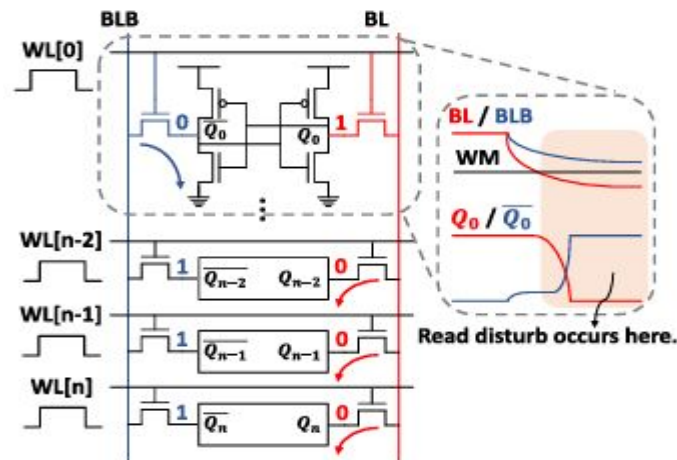 BLB BL
WL[0]
0 Q̅₀ Q₀ 1
BL / BLB
WM
Q₀ / Q̅₀
Read disturb occurs here.
⋮
WL[n-2]
1 Q̅ₙ₋₂ Qₙ₋₂ 0
WL[n-1]
1 Q̅ₙ₋₁ Qₙ₋₁ 0
WL[n]
1 Q̅ₙ Qₙ 0